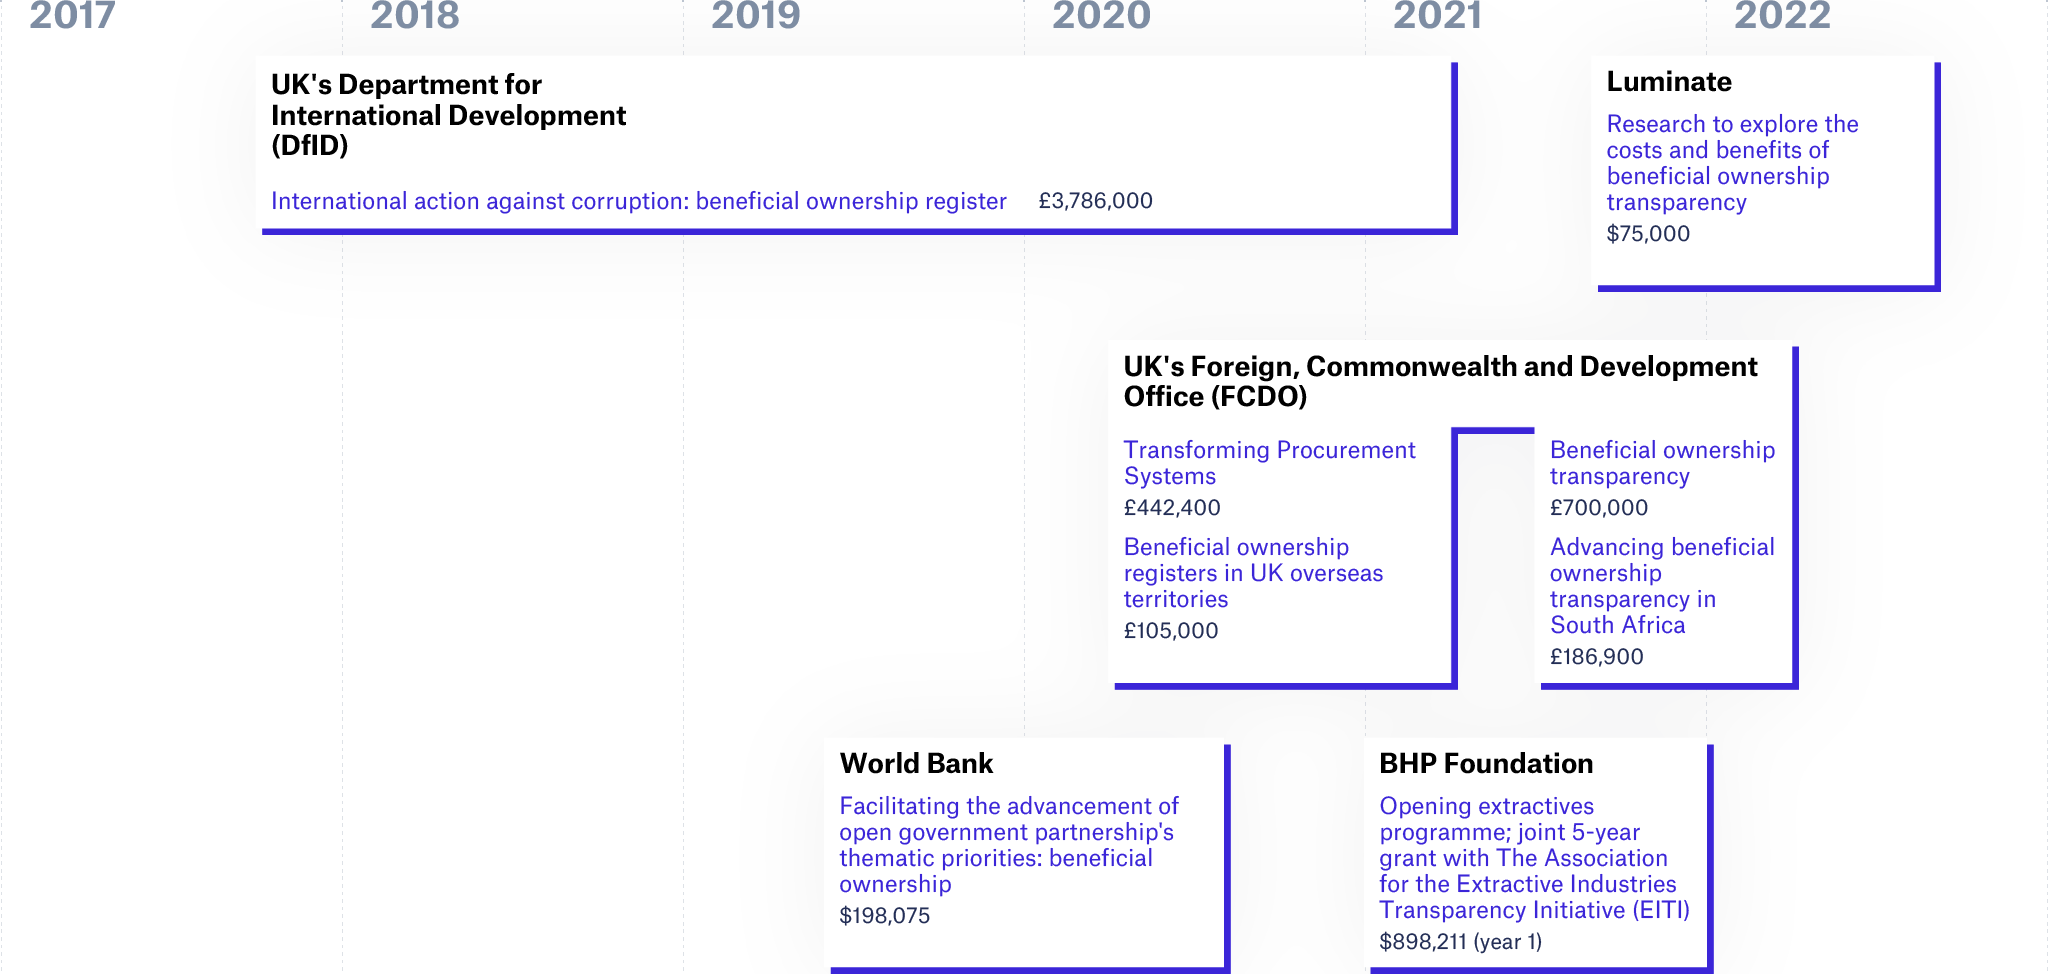 2017 2018 2019 2020 2021 2022
UK's Department for
International Development
(DfID)
International action against corruption: beneficial ownership register £3,786,000
Luminate
Research to explore the
costs and benefits of
beneficial ownership
transparency
$75,000
UK's Foreign, Commonwealth and Development
Office (FCDO)
Transforming Procurement
Systems
£442,400
Beneficial ownership
registers in UK overseas
territories
£105,000
Beneficial ownership
transparency
£700,000
Advancing beneficial
ownership
transparency in
South Africa
£186,900
World Bank
Facilitating the advancement of
open government partnership's
thematic priorities: beneficial
ownership
$198,075
BHP Foundation
Opening extractives
programme; joint 5-year
grant with The Association
for the Extractive Industries
Transparency Initiative (EITI)
$898,211 (year 1)